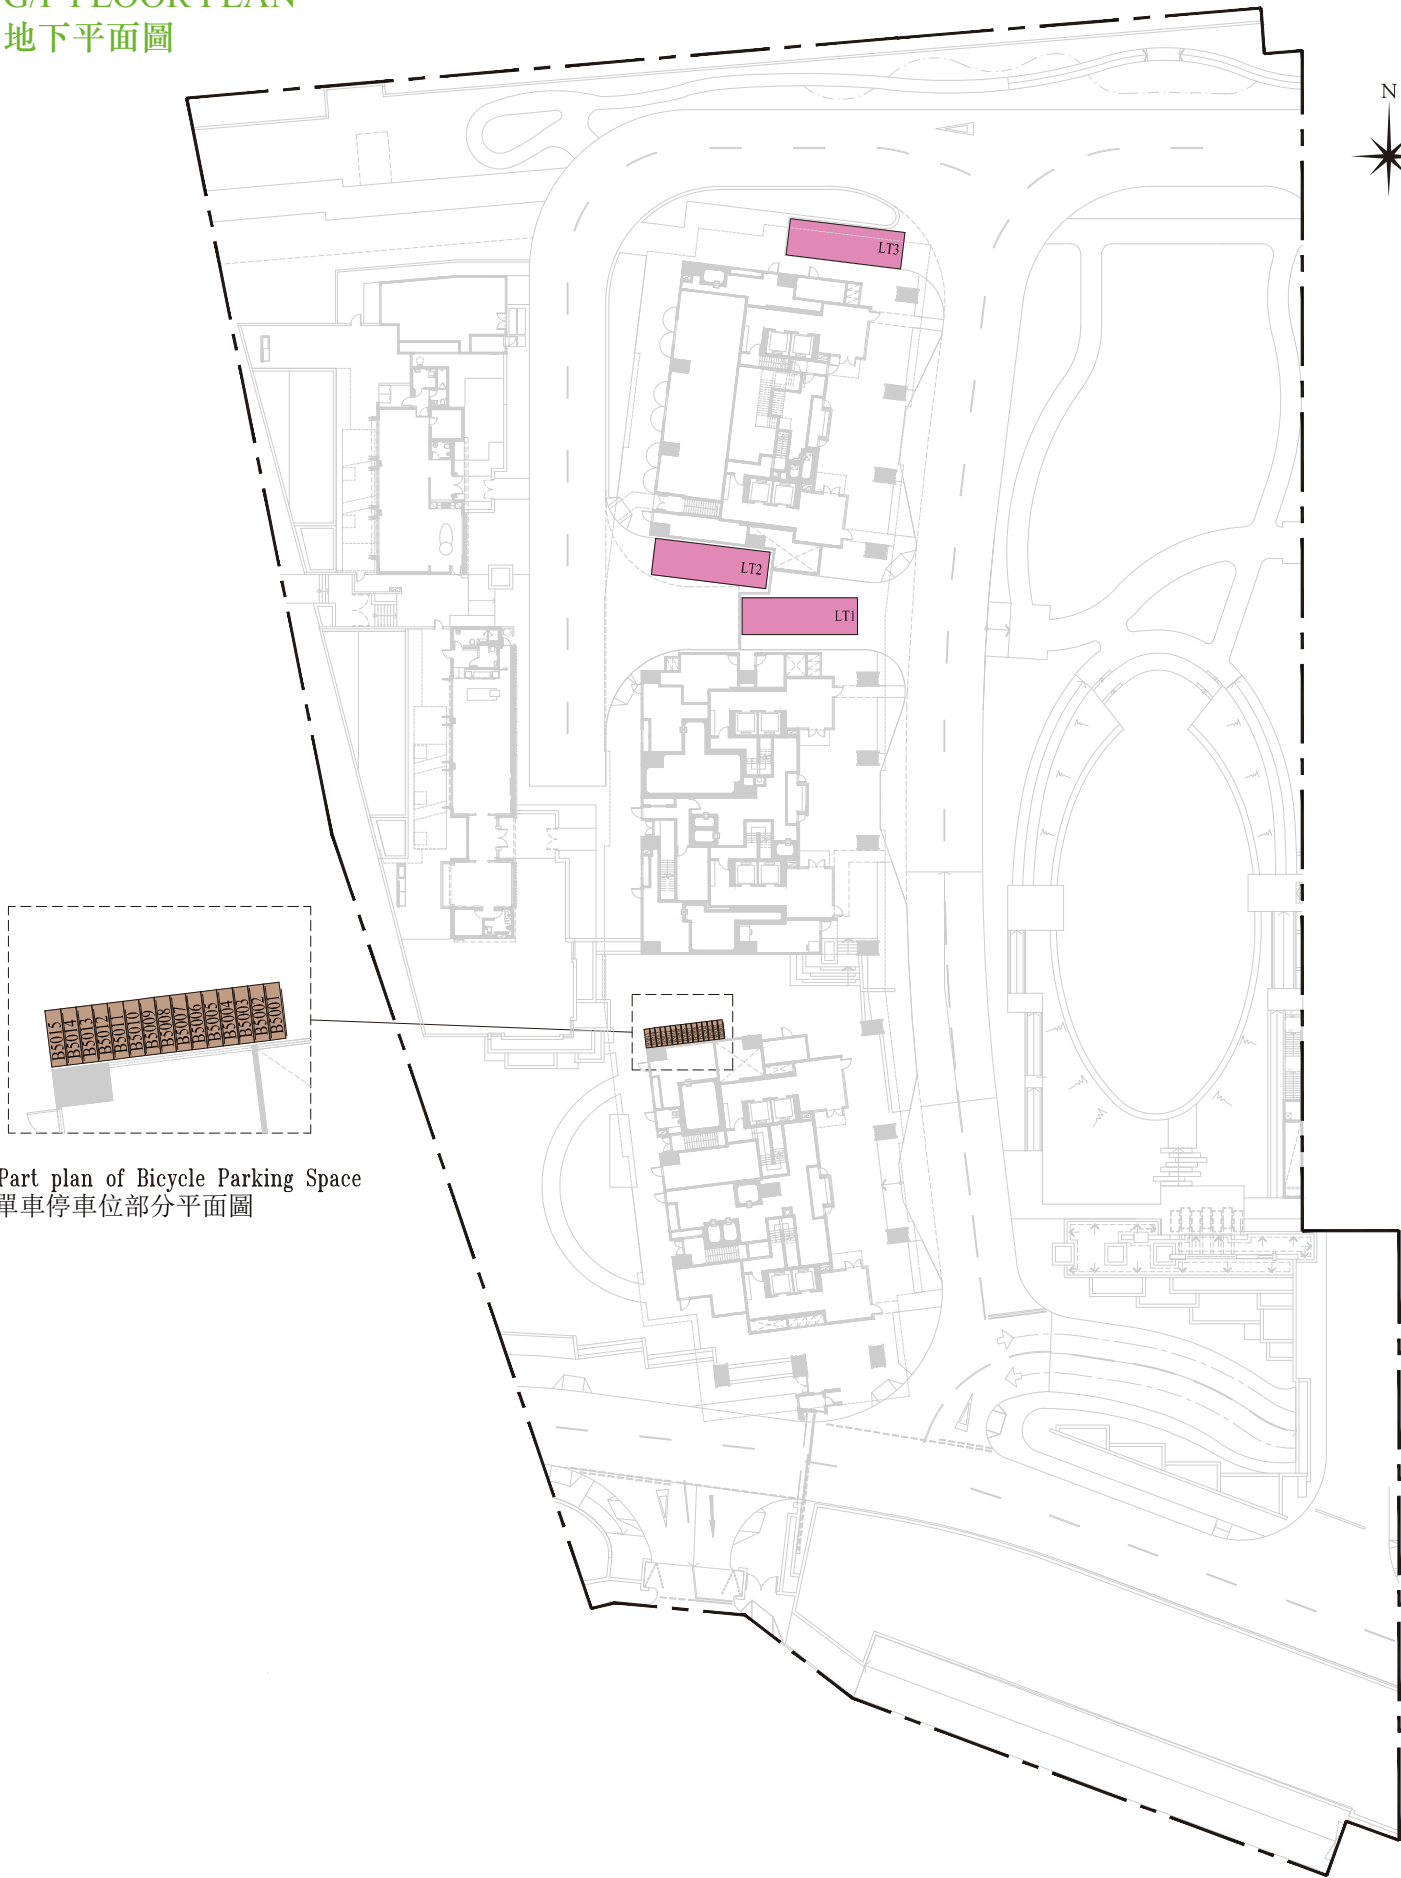 G/F FLOOR PLAN
地下平面圖
N
LT3
LT2
LT1
B5015
B5014
B5013
B5012
B5011
B5010
B5009
B5008
B5007
B5006
B5005
B5004
B5003
B5002
B5001
Part plan of Bicycle Parking Space
單車停車位部分平面圖